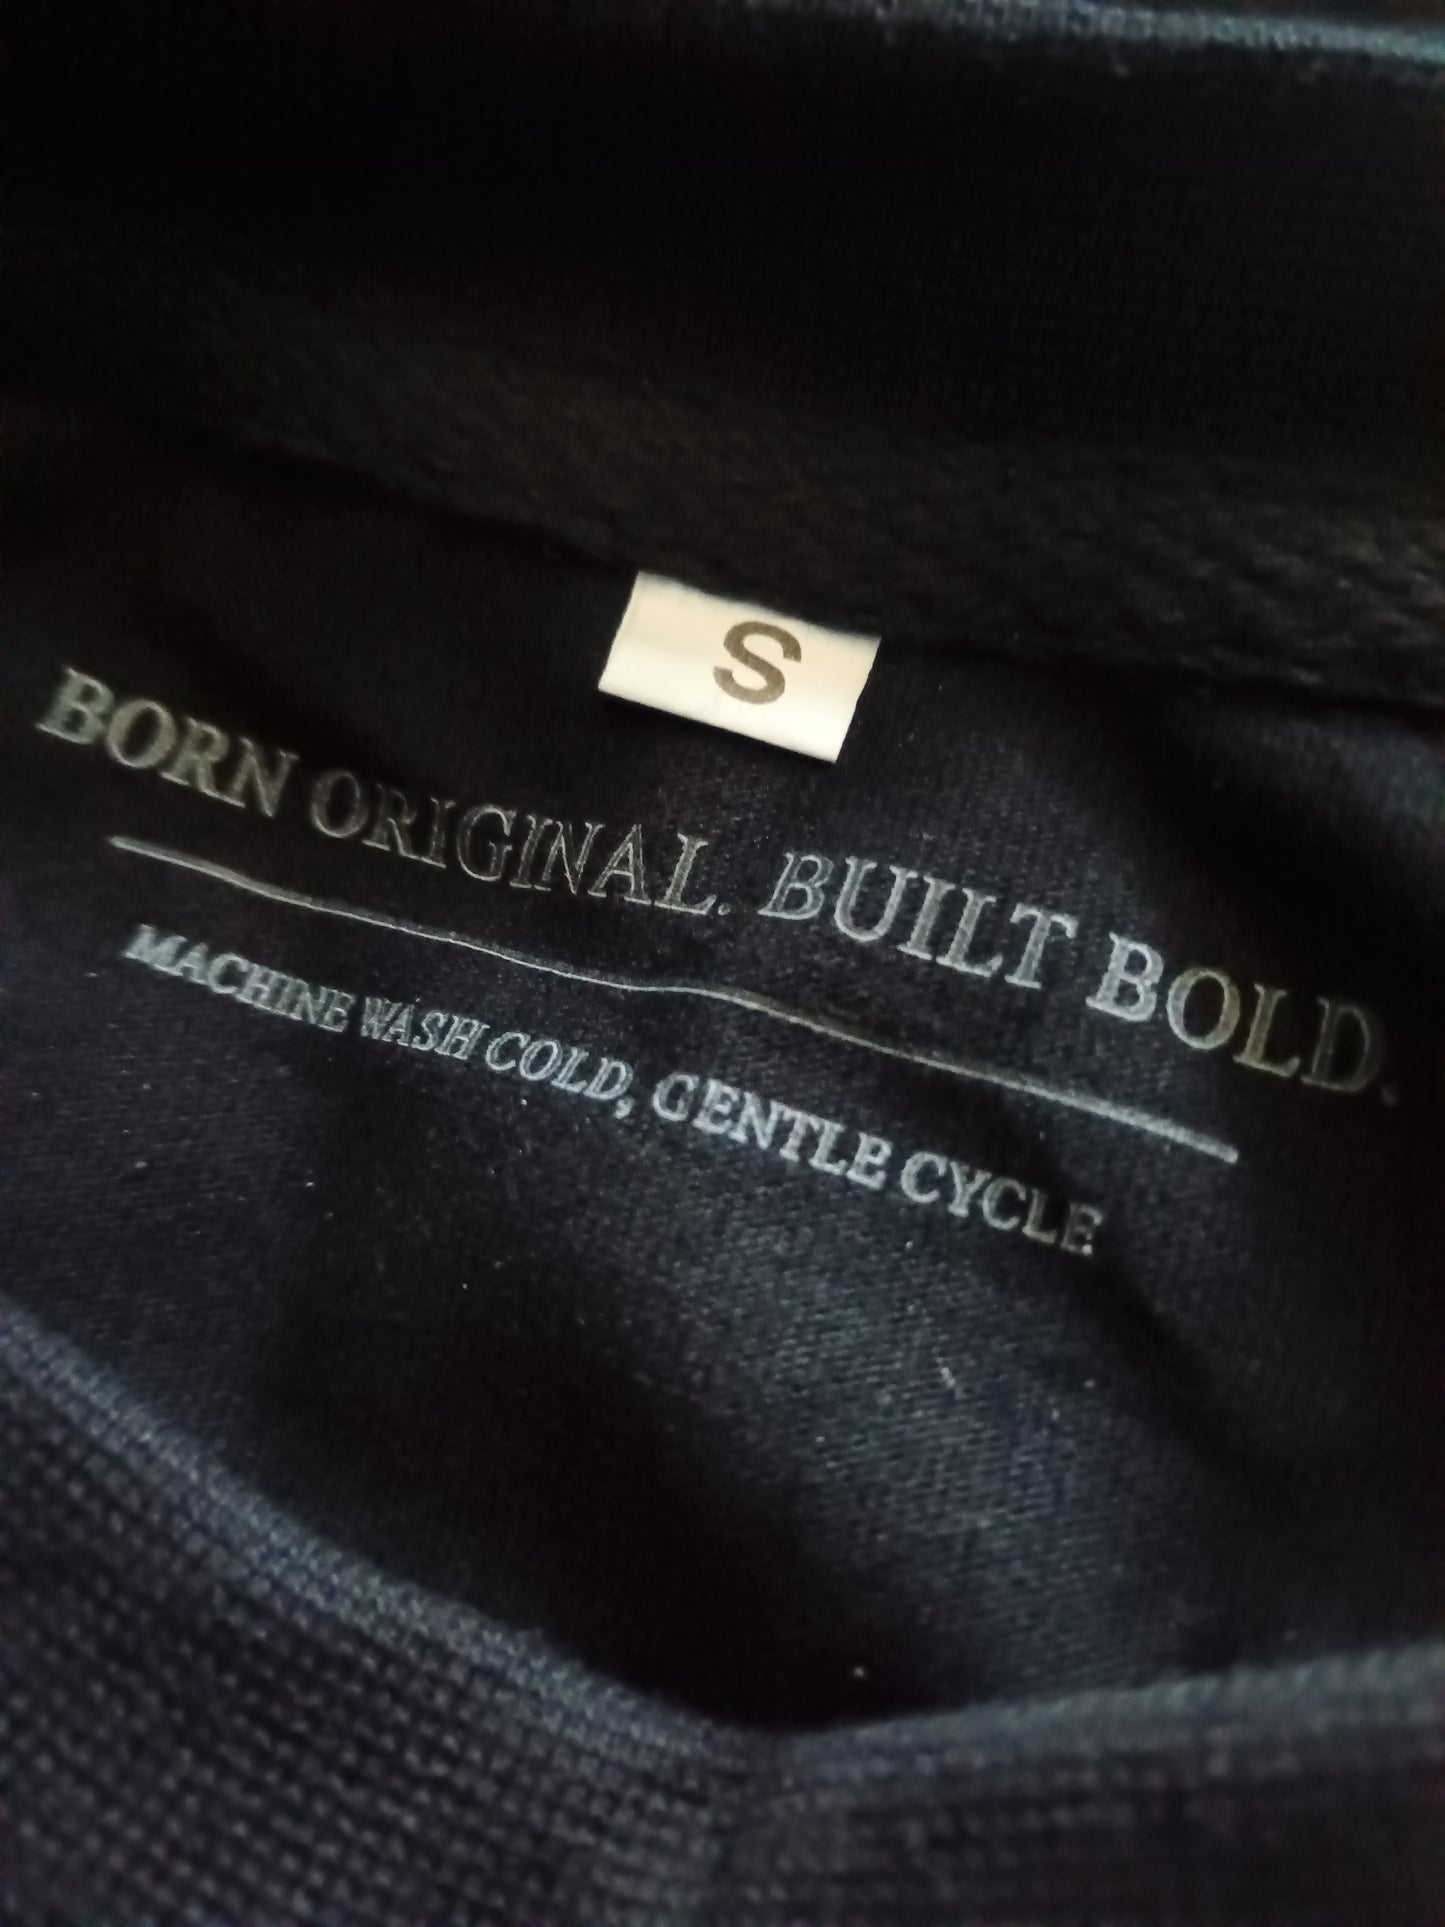 S
BORN ORIGINAL. BUILT BOLD.
MACHINE WASH COLD, GENTLE CYCLE